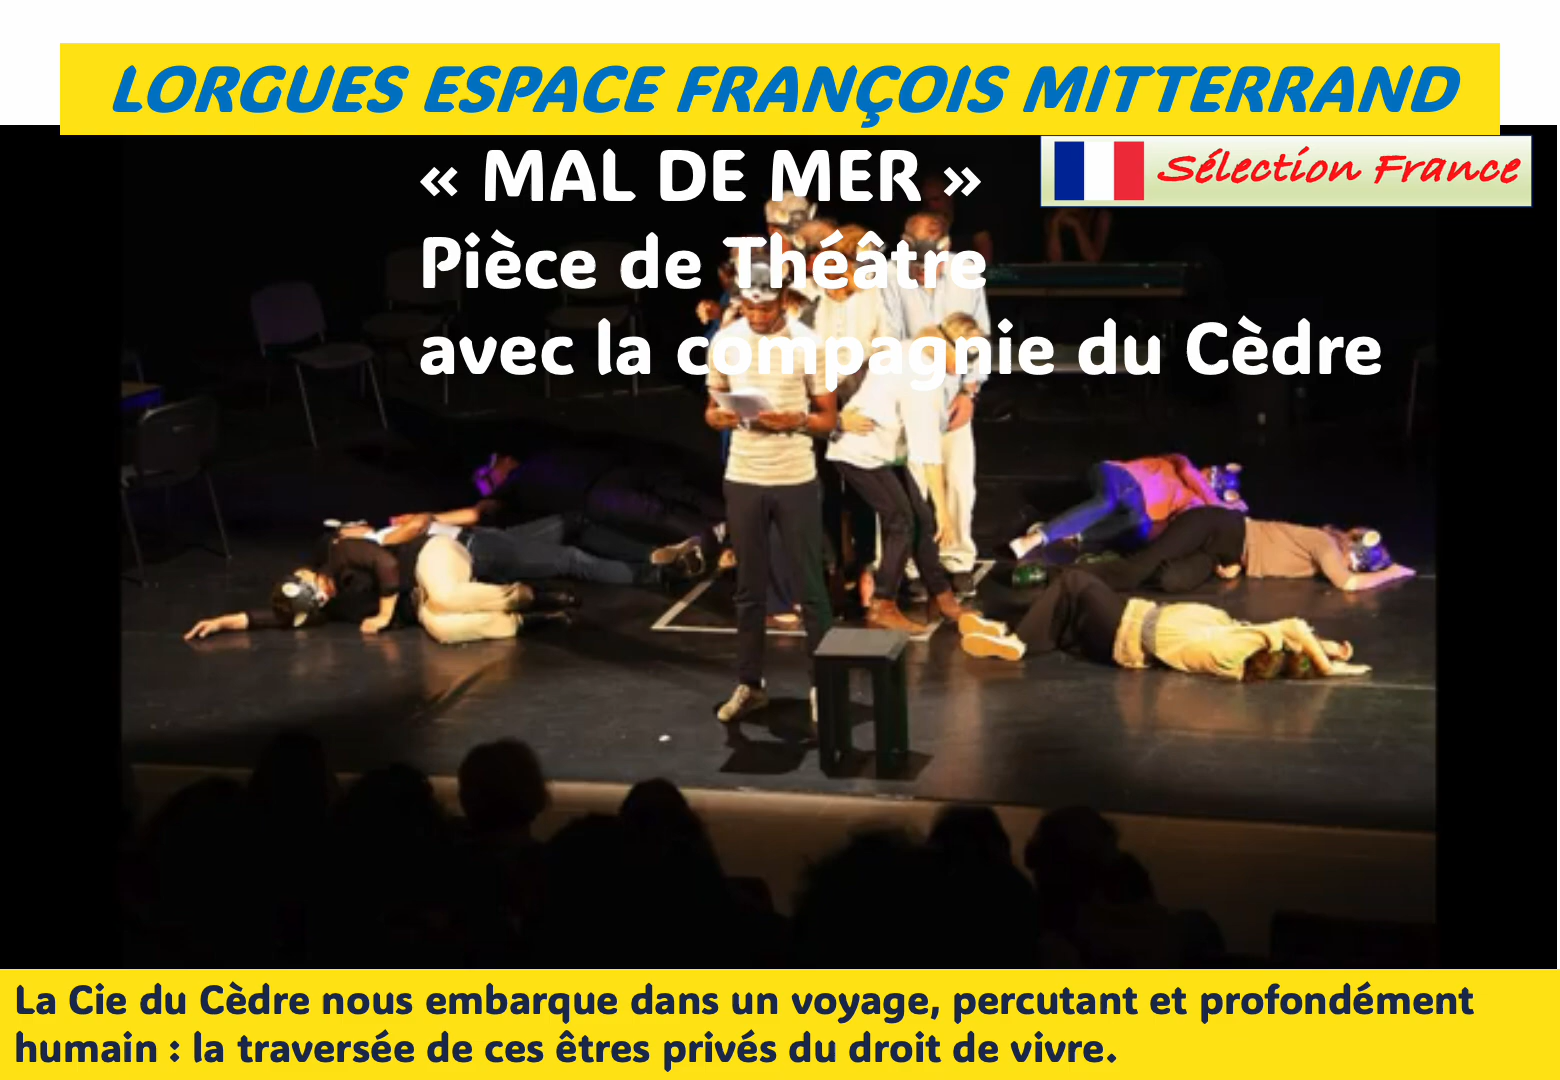 LORGUES ESPACE FRANÇOIS MITTERRAND
« MAL DE MER »
Sélection France
Pièce de Théâtre
avec la compagnie du Cèdre
La Cie du Cèdre nous embarque dans un voyage, percutant et profondément
humain : la traversée de ces êtres privés du droit de vivre.